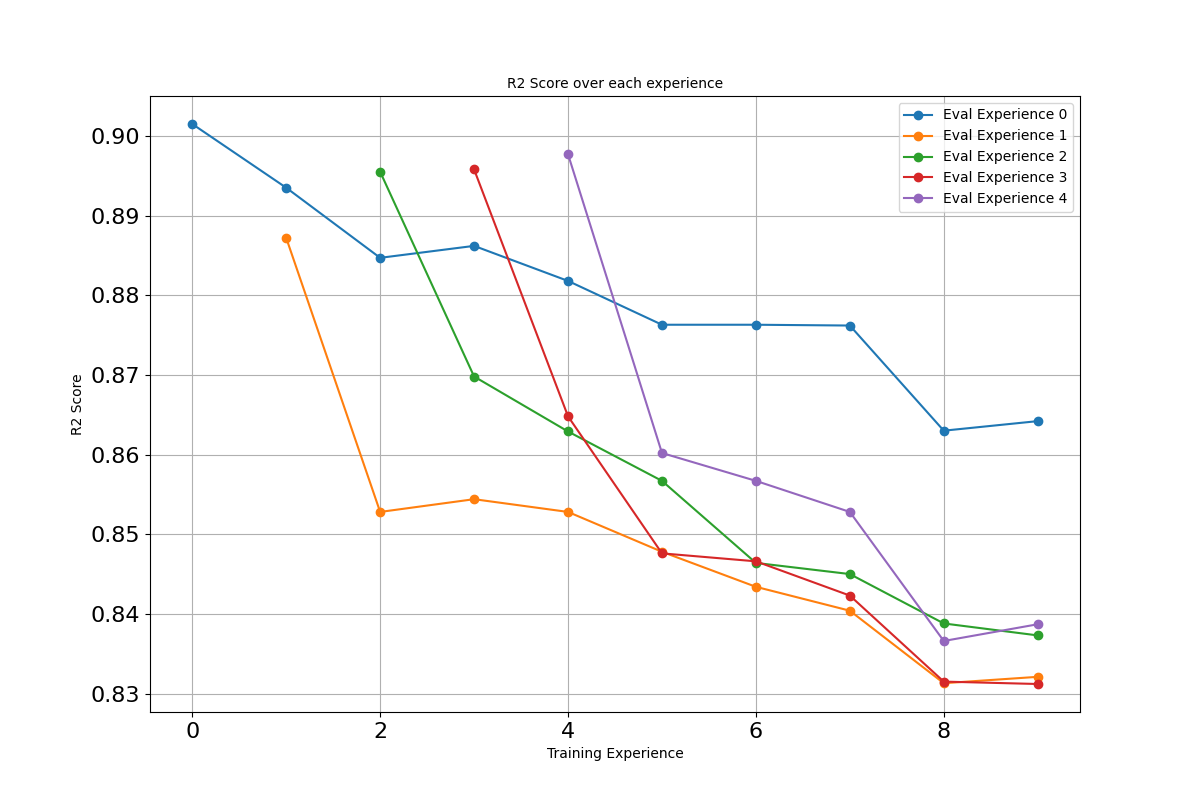 R2 Score over each experience
Eval Experience 0
Eval Experience 1
Eval Experience 2
Eval Experience 3
Eval Experience 4
R2 Score
0.90
0.89
0.88
0.87
0.86
0.85
0.84
0.83
0 2 4 6 8
Training Experience